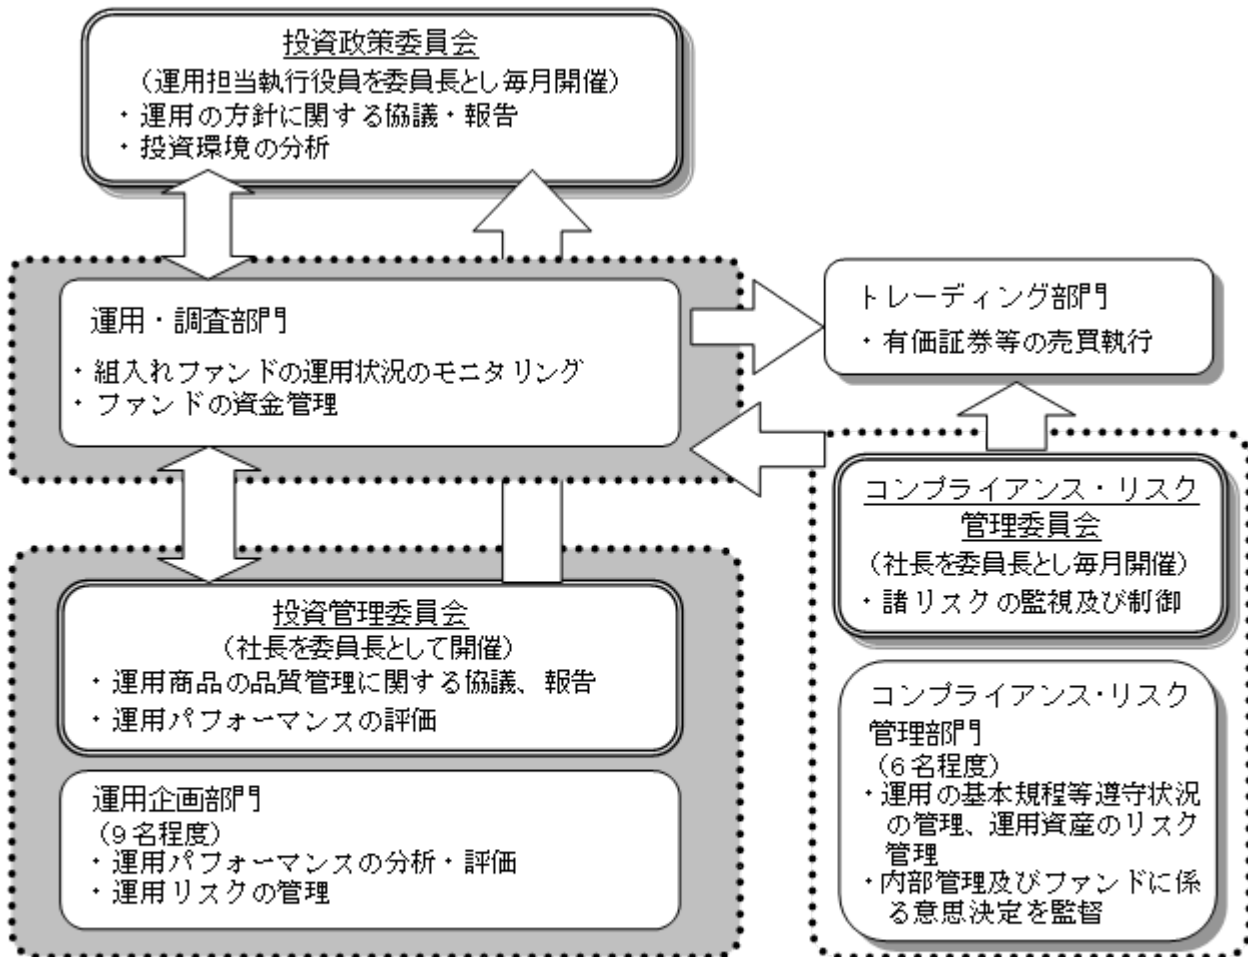 投資政策委員会
（運用担当執行役員を委員長とし毎月開催）
・運用の方針に関する協議・報告
・投資環境の分析
運用・調査部門
・組入れファンドの運用状況のモニタリング
・ファンドの資金管理
トレーディング部門
・有価証券等の売買執行
コンプライアンス・リスク
管理委員会
（社長を委員長とし毎月開催）
・諸リスクの監視及び制御
投資管理委員会
（社長を委員長として開催）
・運用商品の品質管理に関する協議、報告
・運用パフォーマンスの評価
運用企画部門
（9名程度）
・運用パフォーマンスの分析・評価
・運用リスクの管理
コンプライアンス・リスク
管理部門
（6名程度）
・運用の基本規程等遵守状況
の管理、運用資産のリスク
管理
・内部管理及びファンドに係
る意思決定を監督